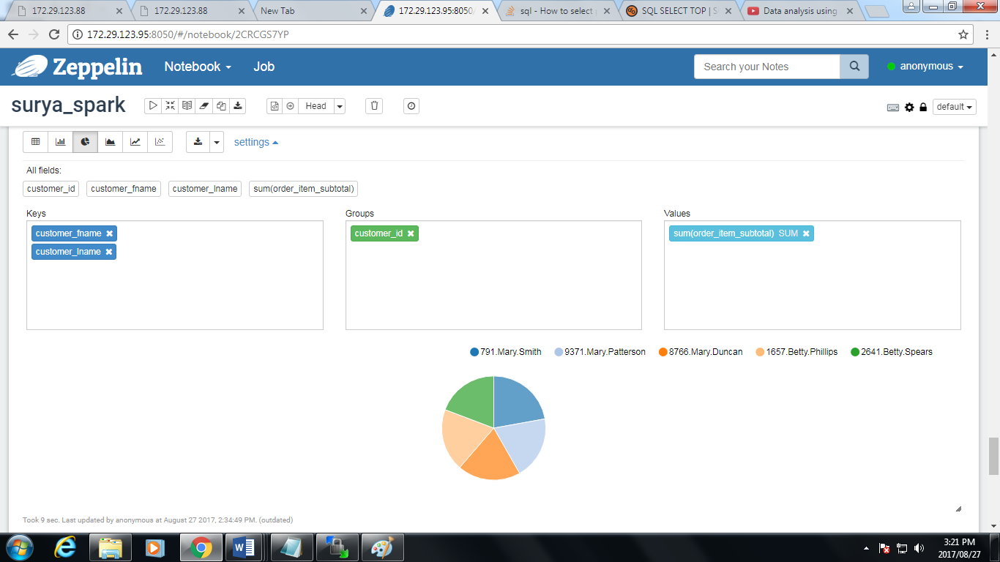 172.29.123.88
172.29.123.88
New Tab
172.29.123.95:8050/
sql - How to select
SQL SELECT TOP | S
Data analysis using
172.29.123.95:8050/#/notebook/2CRCGS7YP
Zeppelin Notebook Job Search your Notes anonymous
surya_spark Head default
settings
All fields:
customer_id customer_fname customer_lname sum(order_item_subtotal)
Keys Groups Values
customer_fname customer_id sum(order_item_subtotal) SUM
customer_lname
791.Mary.Smith 9371.Mary.Patterson 8766.Mary.Duncan 1657.Betty.Phillips 2641.Betty.Spears
Took 9 sec. Last updated by anonymous at August 27 2017, 2:34:49 PM. (outdated)
3:21 PM
2017/08/27